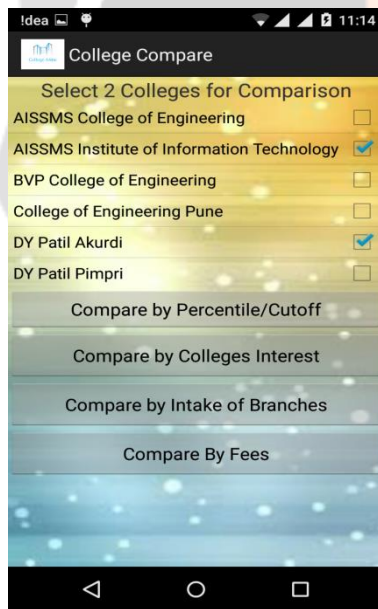 !dea 11:14
College Compare
Select 2 Colleges for Comparison
AISSMS College of Engineering
AISSMS Institute of Information Technology
BVP College of Engineering
College of Engineering Pune
DY Patil Akurdi
DY Patil Pimpri
Compare by Percentile/Cutoff
Compare by Colleges Interest
Compare by Intake of Branches
Compare By Fees